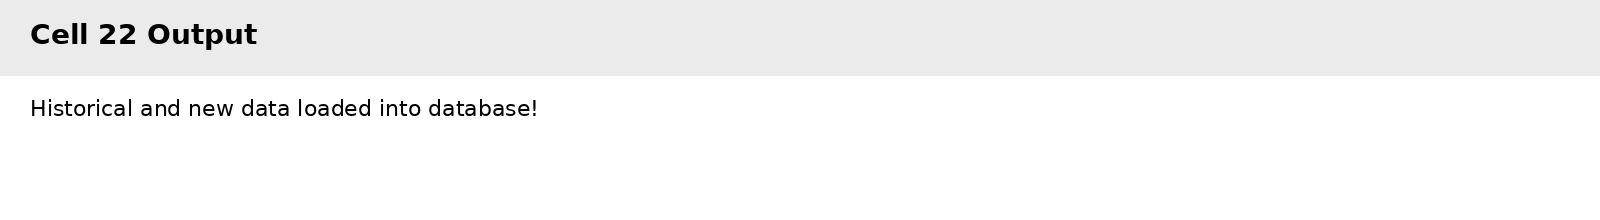 Cell 22 Output
Historical and new data loaded into database!